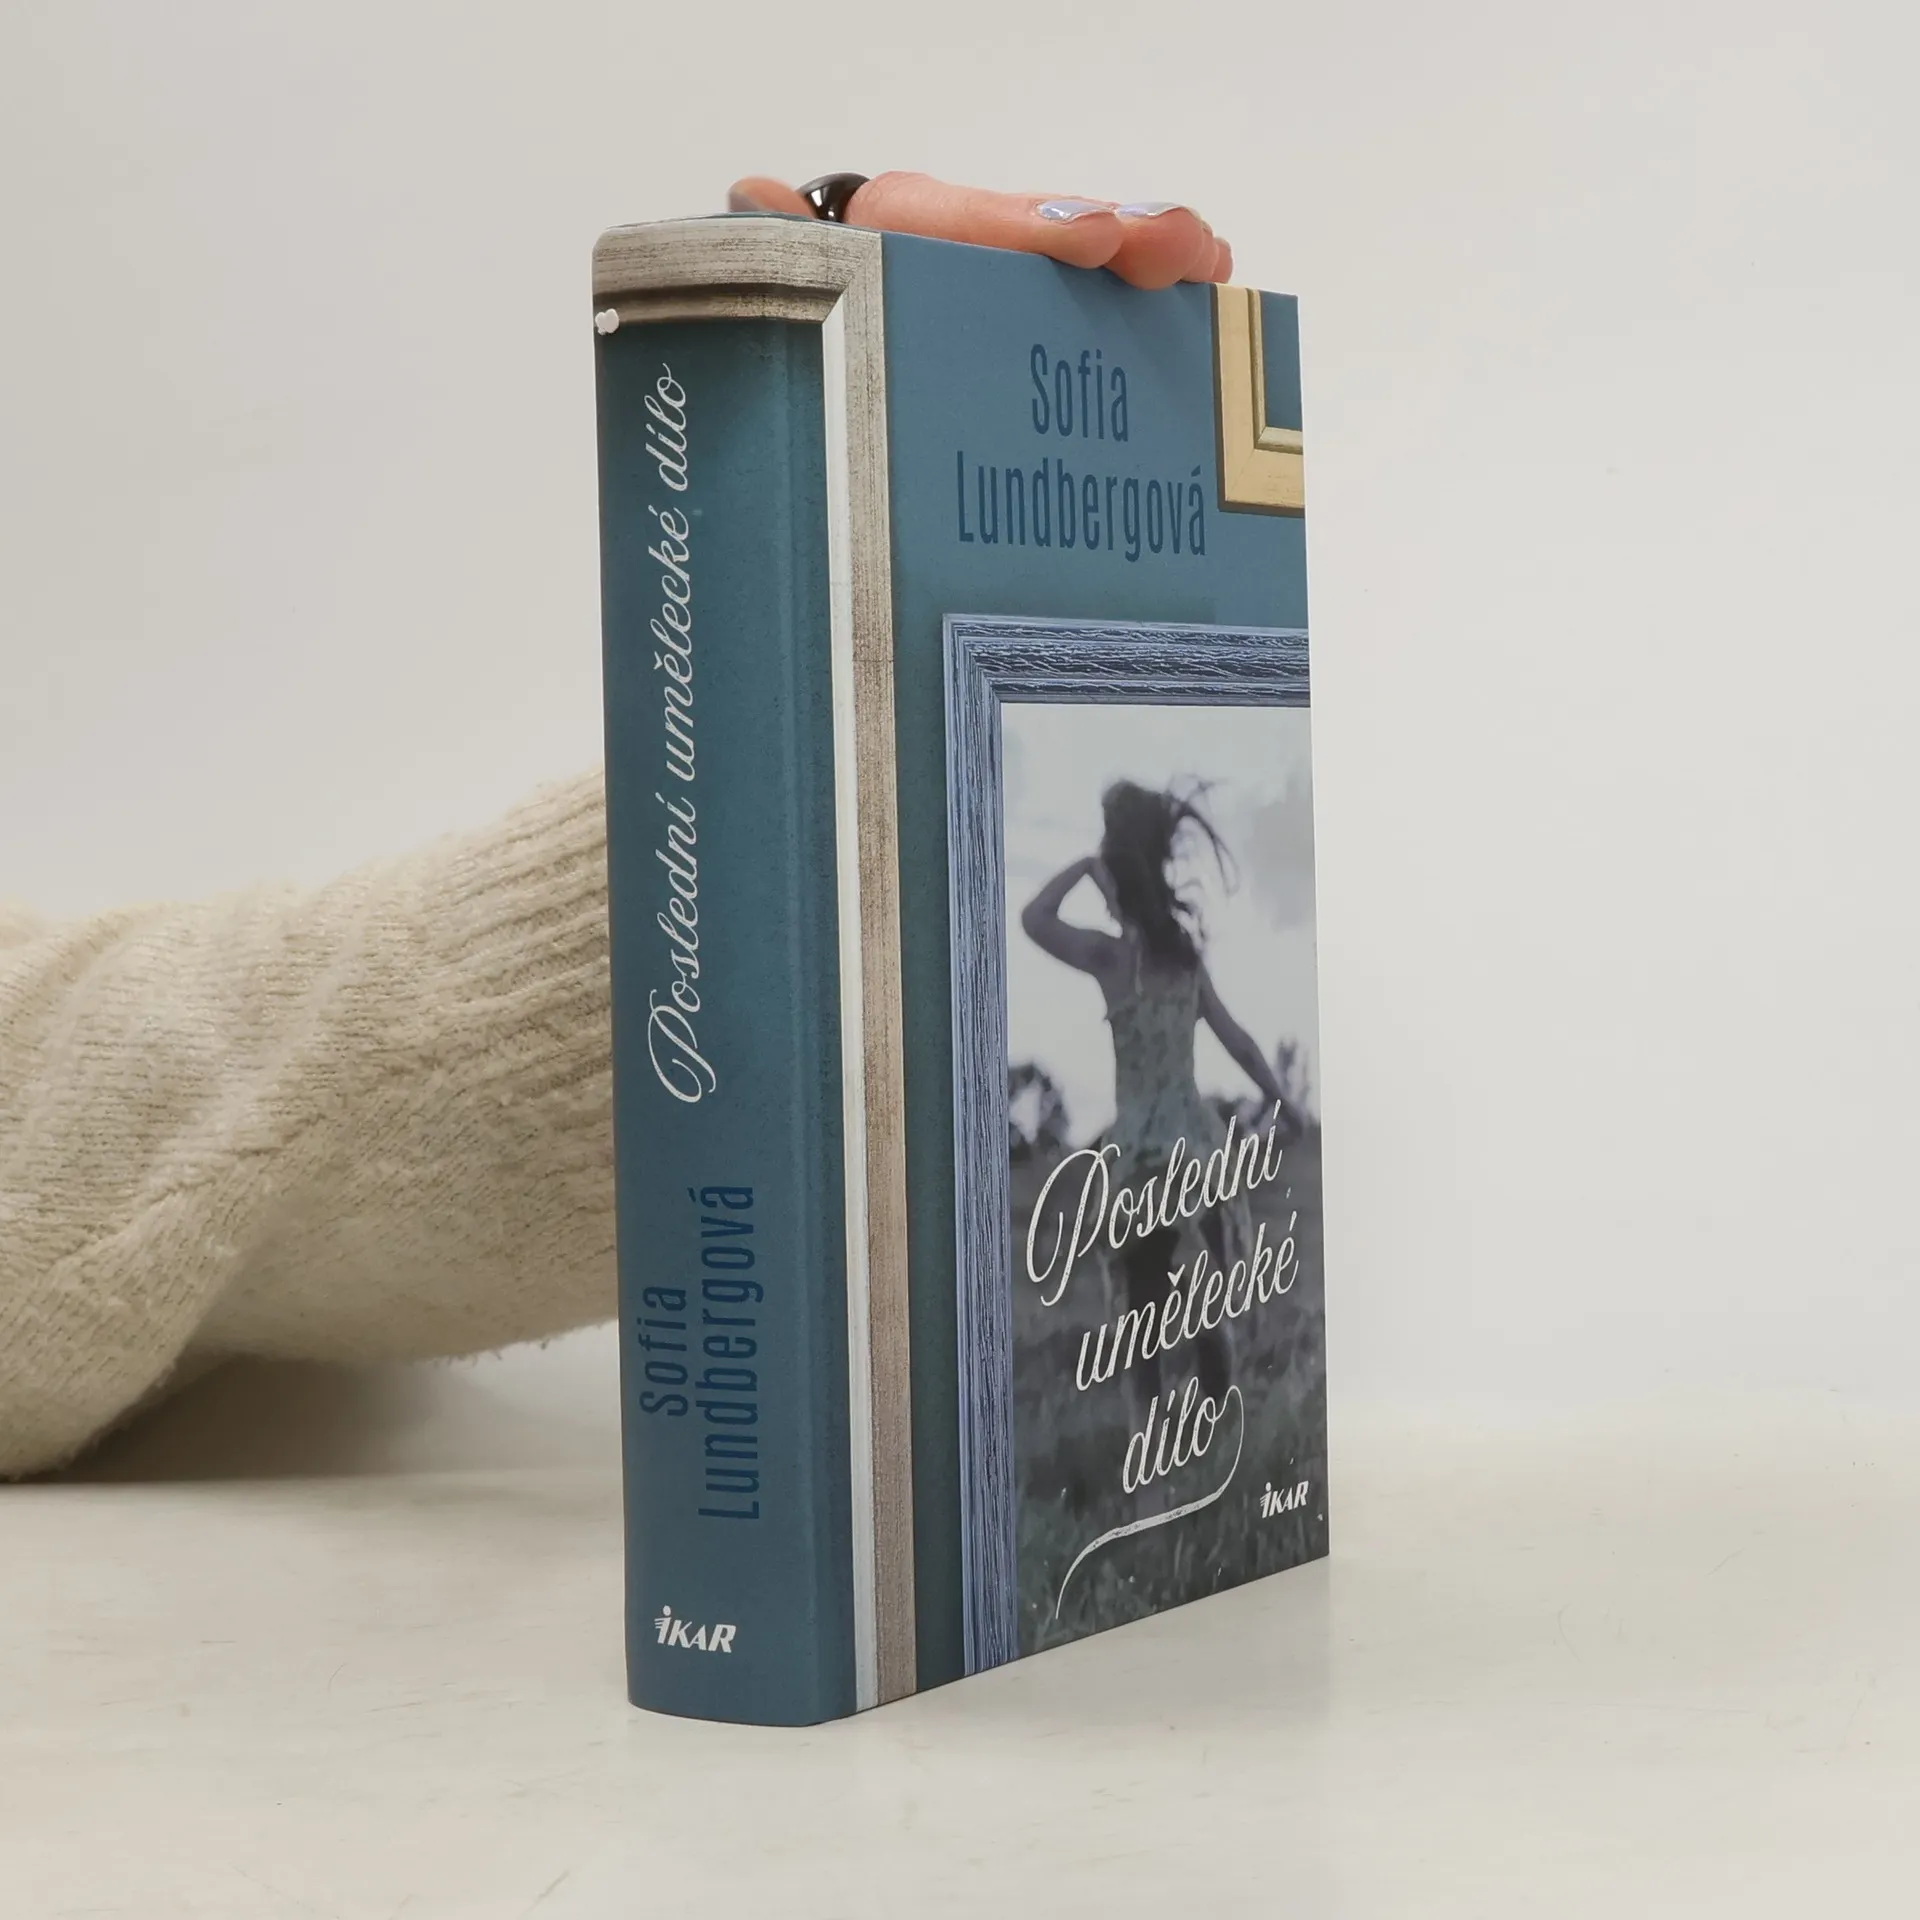 Poslední umělecké dílo
Sofia
Lundbergová
iKAR
Sofia
Lundbergová
Poslední
umělecké
dílo
iKAR